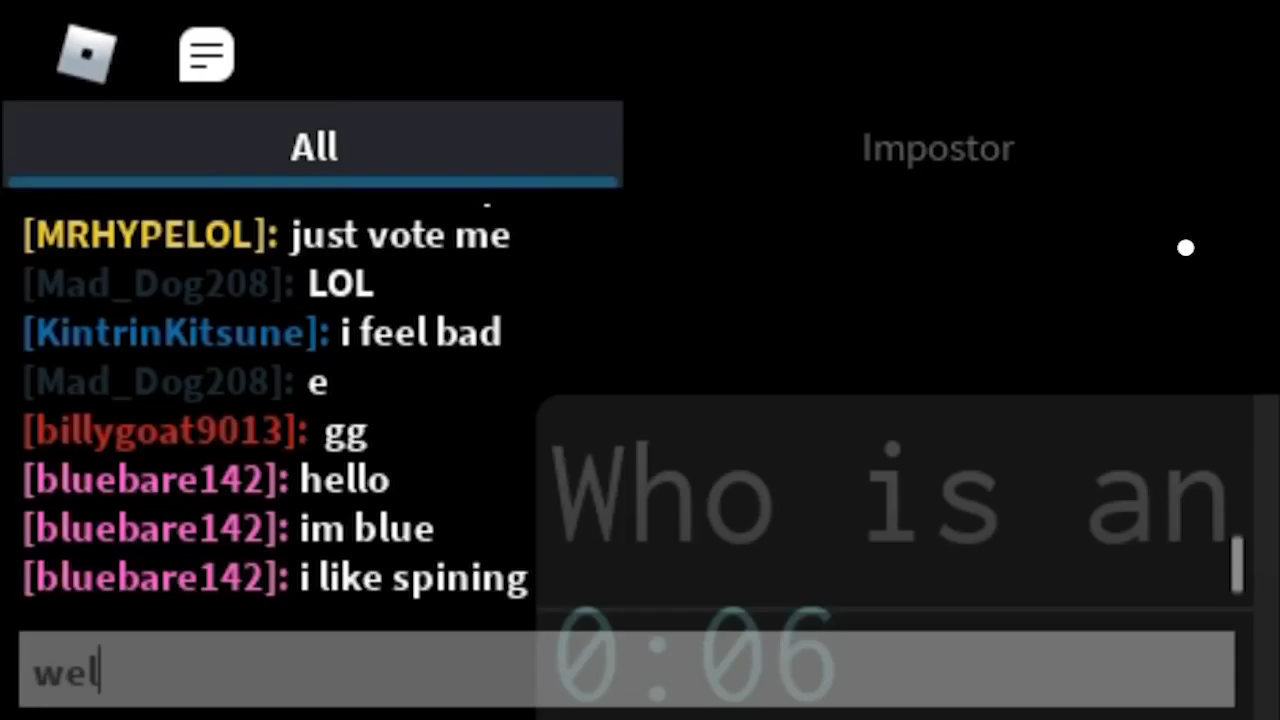 All
Impostor
[MRHYPELOL]: just vote me
[Mad_Dog208]: LOL
[KintrinKitsune]: i feel bad
[Mad_Dog208]: e
[billygoat9013]: gg
[bluebare142]: hello
[bluebare142]: im blue
[bluebare142]: i like spining
Who is an
0:06
wel